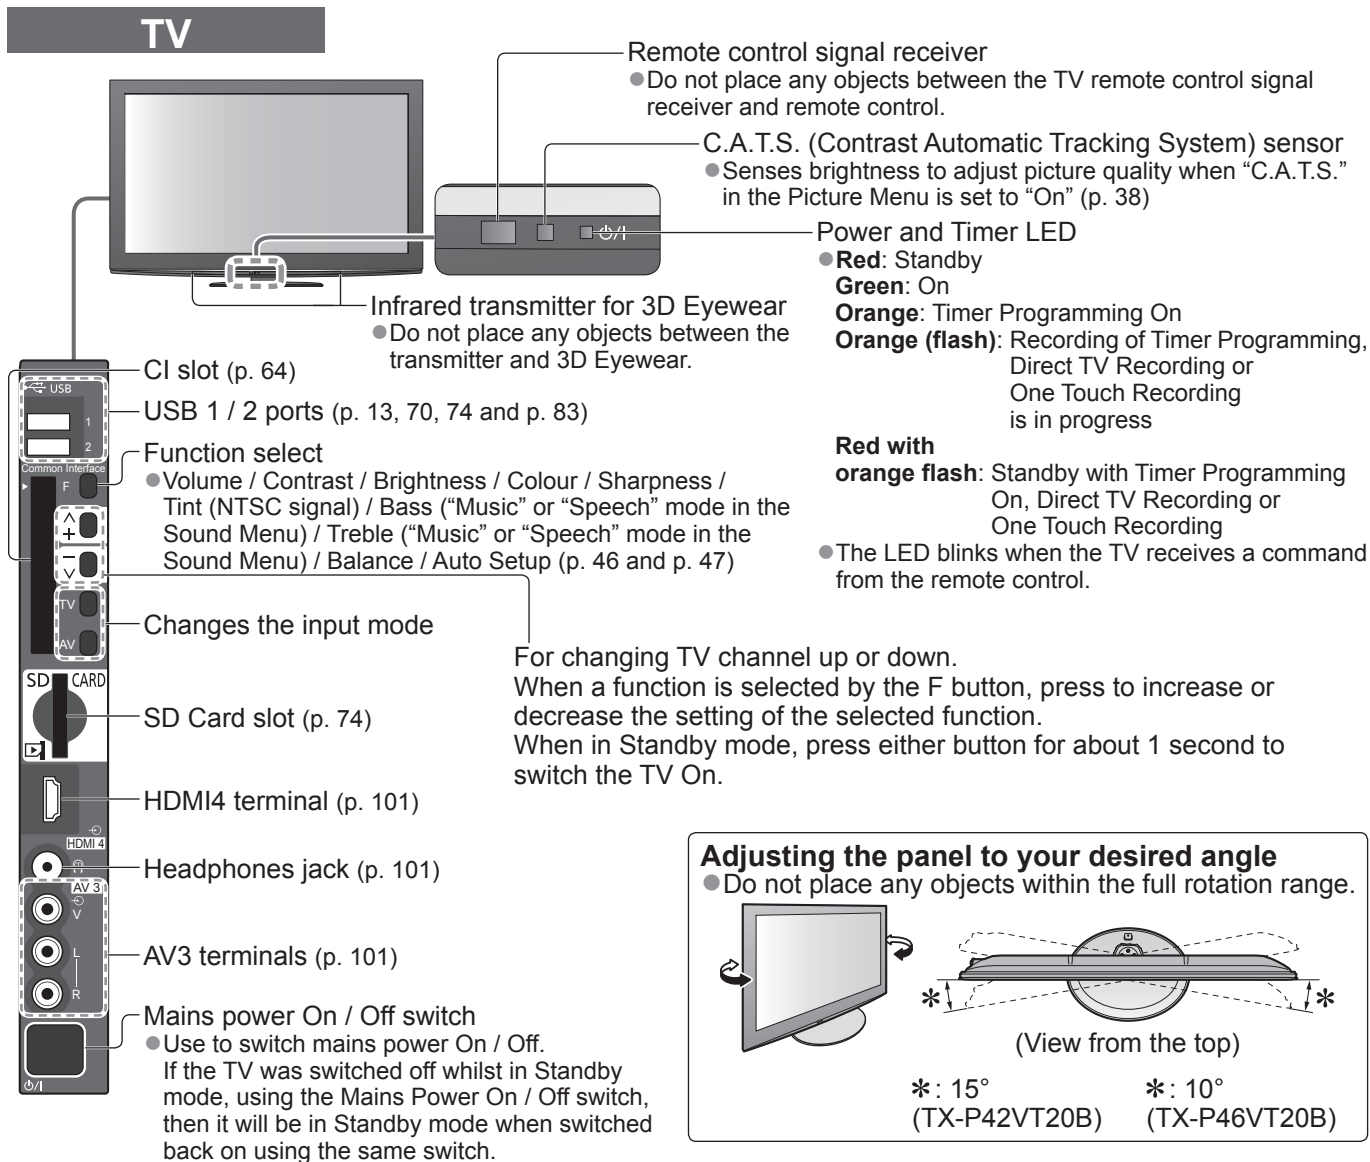 TV
Remote control signal receiver
●Do not place any objects between the TV remote control signal
receiver and remote control.
C.A.T.S. (Contrast Automatic Tracking System) sensor
●Senses brightness to adjust picture quality when “C.A.T.S.”
in the Picture Menu is set to “On” (p. 38)
Power and Timer LED
●Red: Standby
Green: On
Orange: Timer Programming On
Orange (flash): Recording of Timer Programming,
Direct TV Recording or
One Touch Recording
is in progress
Red with
orange flash: Standby with Timer Programming
On, Direct TV Recording or
One Touch Recording
●The LED blinks when the TV receives a command
from the remote control.
Infrared transmitter for 3D Eyewear
●Do not place any objects between the
transmitter and 3D Eyewear.
CI slot (p. 64)
USB 1 / 2 ports (p. 13, 70, 74 and p. 83)
Function select
●Volume / Contrast / Brightness / Colour / Sharpness /
Tint (NTSC signal) / Bass (“Music” or “Speech” mode in the
Sound Menu) / Treble (“Music” or “Speech” mode in the
Sound Menu) / Balance / Auto Setup (p. 46 and p. 47)
Changes the input mode
For changing TV channel up or down.
When a function is selected by the F button, press to increase or
decrease the setting of the selected function.
When in Standby mode, press either button for about 1 second to
switch the TV On.
SD Card slot (p. 74)
HDMI4 terminal (p. 101)
Headphones jack (p. 101)
AV3 terminals (p. 101)
Mains power On / Off switch
●Use to switch mains power On / Off.
If the TV was switched off whilst in Standby
mode, using the Mains Power On / Off switch,
then it will be in Standby mode when switched
back on using the same switch.
USB
1
2
Common Interface
F
+
−
TV
AV
SD CARD
HDMI 4
AV 3
V
L
R
⏻/I
⏻/I
Adjusting the panel to your desired angle
●Do not place any objects within the full rotation range.
＊ ＊
(View from the top)
＊: 15° ＊: 10°
(TX-P42VT20B) (TX-P46VT20B)